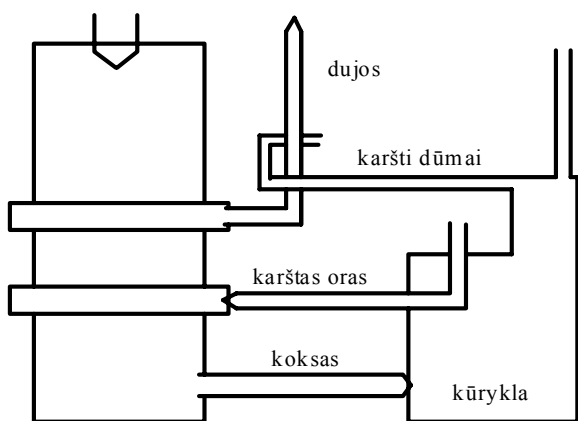 dujos
karšti dūmai
karštas oras
koksas
kūrykla